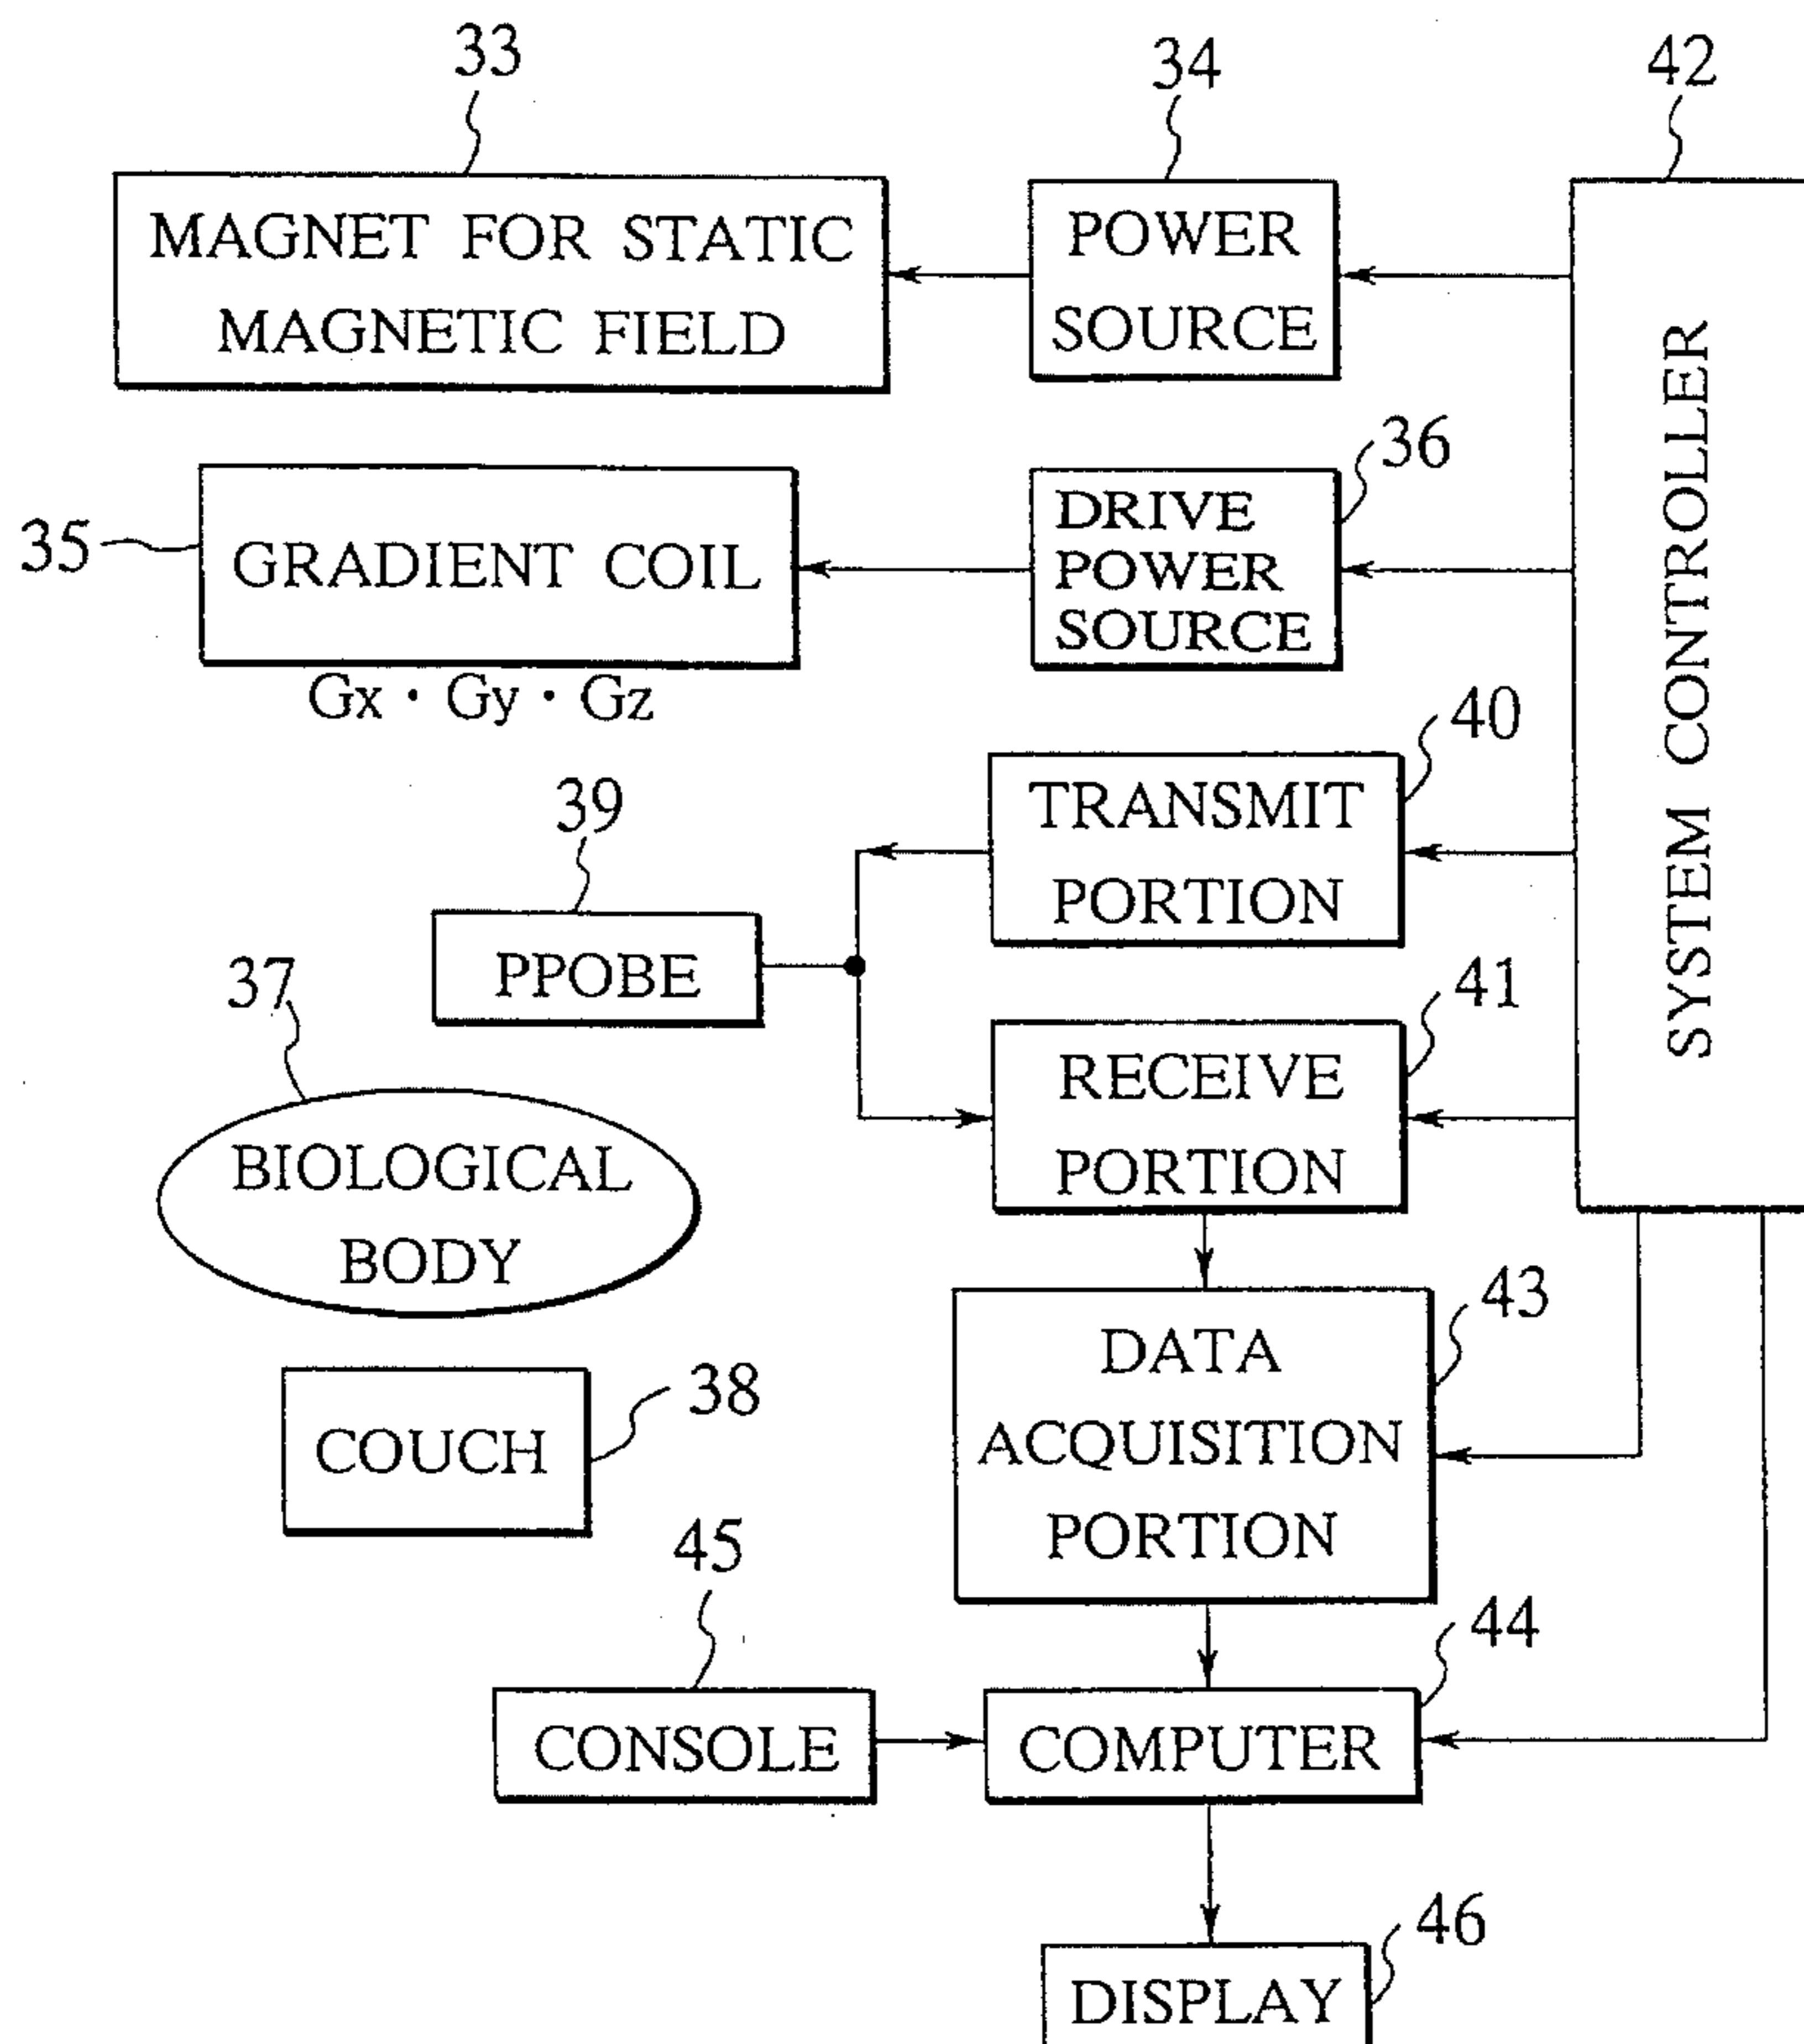 33
34
42
MAGNET FOR STATIC
MAGNETIC FIELD
POWER
SOURCE
SYSTEM CONTROLLER
36
35
GRADIENT COIL
DRIVE
POWER
SOURCE
Gx · Gy · Gz
40
39
TRANSMIT
PORTION
PPOBE
37
41
RECEIVE
PORTION
BIOLOGICAL
BODY
43
DATA
ACQUISITION
PORTION
38
COUCH
45
44
CONSOLE
COMPUTER
46
DISPLAY